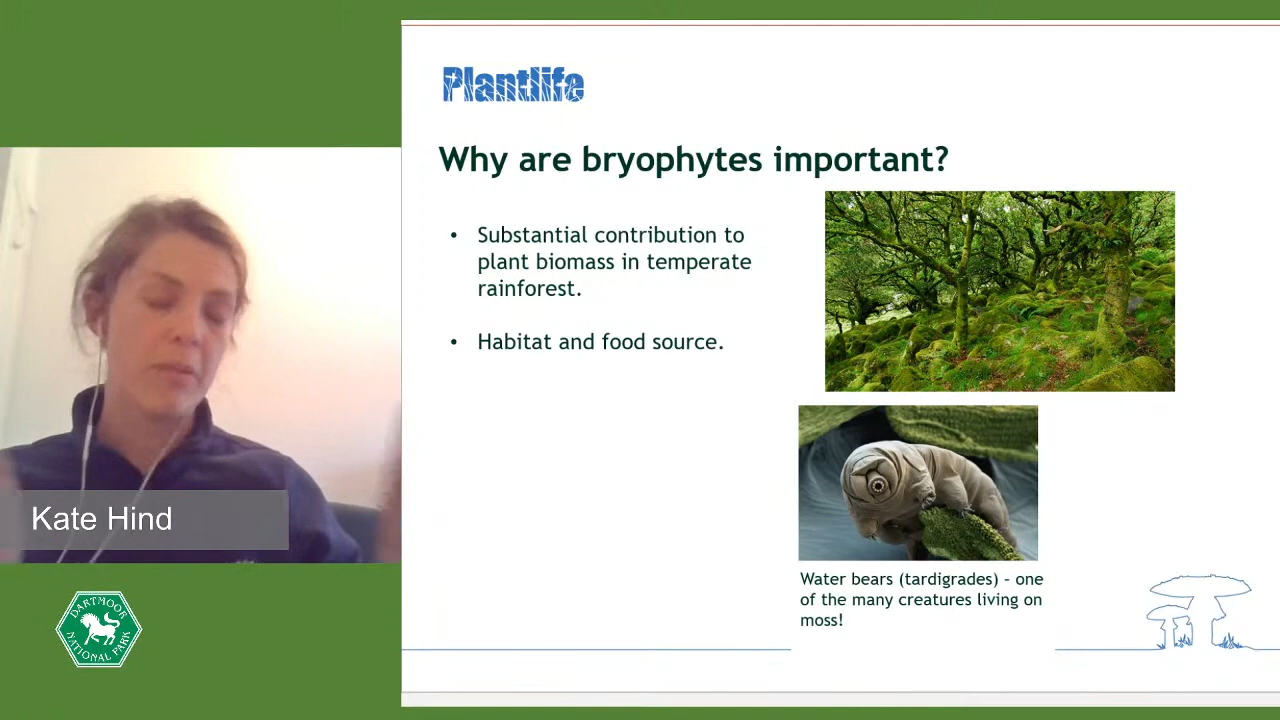 Plantlife
Why are bryophytes important?
• Substantial contribution to
plant biomass in temperate
rainforest.
• Habitat and food source.
Water bears (tardigrades) – one
of the many creatures living on
moss!
Kate Hind
DARTMOOR
NATIONAL PARK